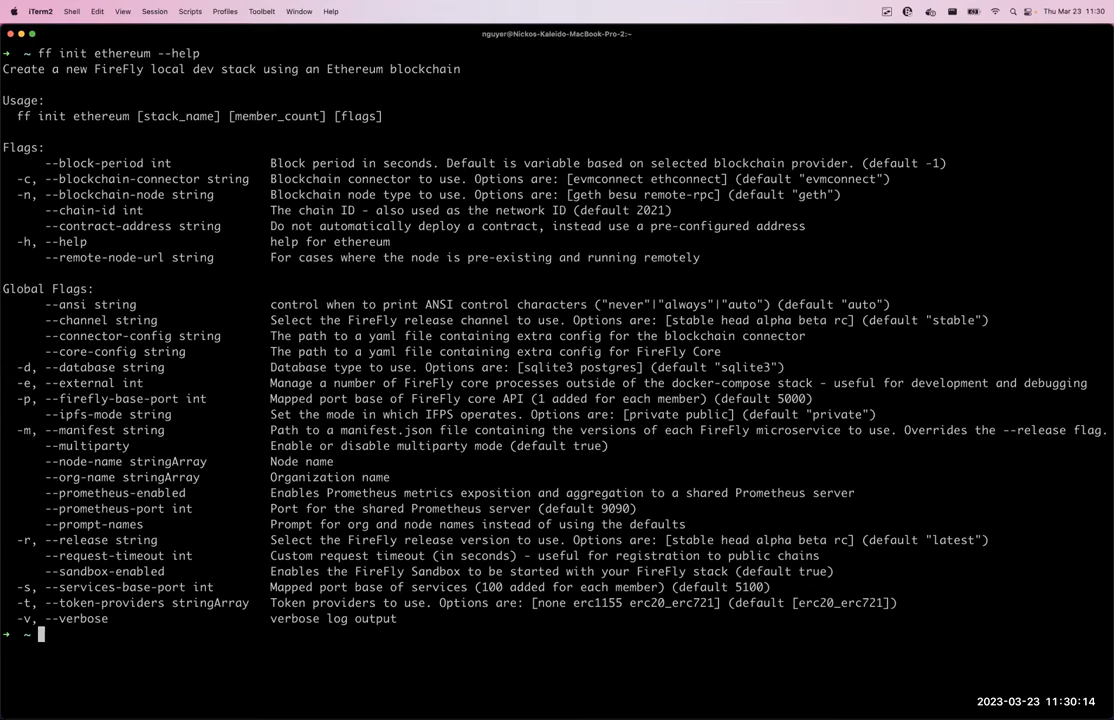 iTerm2 Shell Edit View Session Scripts Profiles Toolbelt Window Help Thu Mar 23 11:30
nguyer@Nickos-Kaleido-MacBook-Pro-2:~
➜ ~ ff init ethereum --help
Create a new FireFly local dev stack using an Ethereum blockchain
Usage:
ff init ethereum [stack_name] [member_count] [flags]
Flags:
--block-period int Block period in seconds. Default is variable based on selected blockchain provider. (default -1)
-c, --blockchain-connector string Blockchain connector to use. Options are: [evmconnect ethconnect] (default "evmconnect")
-n, --blockchain-node string Blockchain node type to use. Options are: [geth besu remote-rpc] (default "geth")
--chain-id int The chain ID - also used as the network ID (default 2021)
--contract-address string Do not automatically deploy a contract, instead use a pre-configured address
-h, --help help for ethereum
--remote-node-url string For cases where the node is pre-existing and running remotely
Global Flags:
--ansi string control when to print ANSI control characters ("never"|"always"|"auto") (default "auto")
--channel string Select the FireFly release channel to use. Options are: [stable head alpha beta rc] (default "stable")
--connector-config string The path to a yaml file containing extra config for the blockchain connector
--core-config string The path to a yaml file containing extra config for FireFly Core
-d, --database string Database type to use. Options are: [sqlite3 postgres] (default "sqlite3")
-e, --external int Manage a number of FireFly core processes outside of the docker-compose stack - useful for development and debugging
-p, --firefly-base-port int Mapped port base of FireFly core API (1 added for each member) (default 5000)
--ipfs-mode string Set the mode in which IFPS operates. Options are: [private public] (default "private")
-m, --manifest string Path to a manifest.json file containing the versions of each FireFly microservice to use. Overrides the --release flag.
--multiparty Enable or disable multiparty mode (default true)
--node-name stringArray Node name
--org-name stringArray Organization name
--prometheus-enabled Enables Prometheus metrics exposition and aggregation to a shared Prometheus server
--prometheus-port int Port for the shared Prometheus server (default 9090)
--prompt-names Prompt for org and node names instead of using the defaults
-r, --release string Select the FireFly release version to use. Options are: [stable head alpha beta rc] (default "latest")
--request-timeout int Custom request timeout (in seconds) - useful for registration to public chains
--sandbox-enabled Enables the FireFly Sandbox to be started with your FireFly stack (default true)
-s, --services-base-port int Mapped port base of services (100 added for each member) (default 5100)
-t, --token-providers stringArray Token providers to use. Options are: [none erc1155 erc20_erc721] (default [erc20_erc721])
-v, --verbose verbose log output
➜ ~
2023-03-23 11:30:14